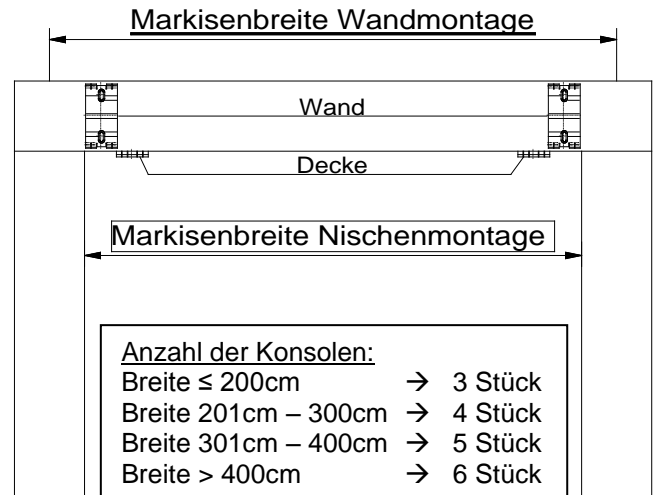 Markisenbreite Wandmontage
Wand
Decke
Markisenbreite Nischenmontage
Anzahl der Konsolen:
Breite ≤ 200cm → 3 Stück
Breite 201cm – 300cm → 4 Stück
Breite 301cm – 400cm → 5 Stück
Breite > 400cm → 6 Stück